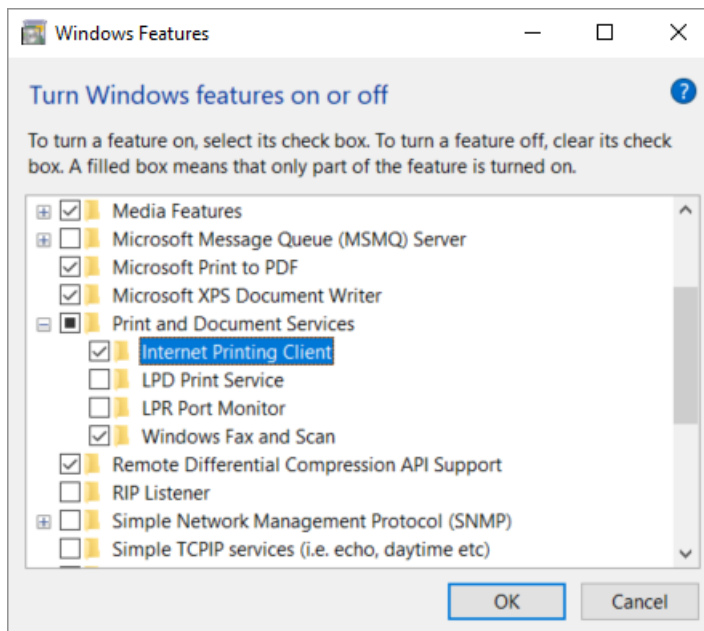 Windows Features
Turn Windows features on or off
?
To turn a feature on, select its check box. To turn a feature off, clear its check
box. A filled box means that only part of the feature is turned on.
Media Features
Microsoft Message Queue (MSMQ) Server
Microsoft Print to PDF
Microsoft XPS Document Writer
Print and Document Services
Internet Printing Client
LPD Print Service
LPR Port Monitor
Windows Fax and Scan
Remote Differential Compression API Support
RIP Listener
Simple Network Management Protocol (SNMP)
Simple TCPIP services (i.e. echo, daytime etc)
OK Cancel